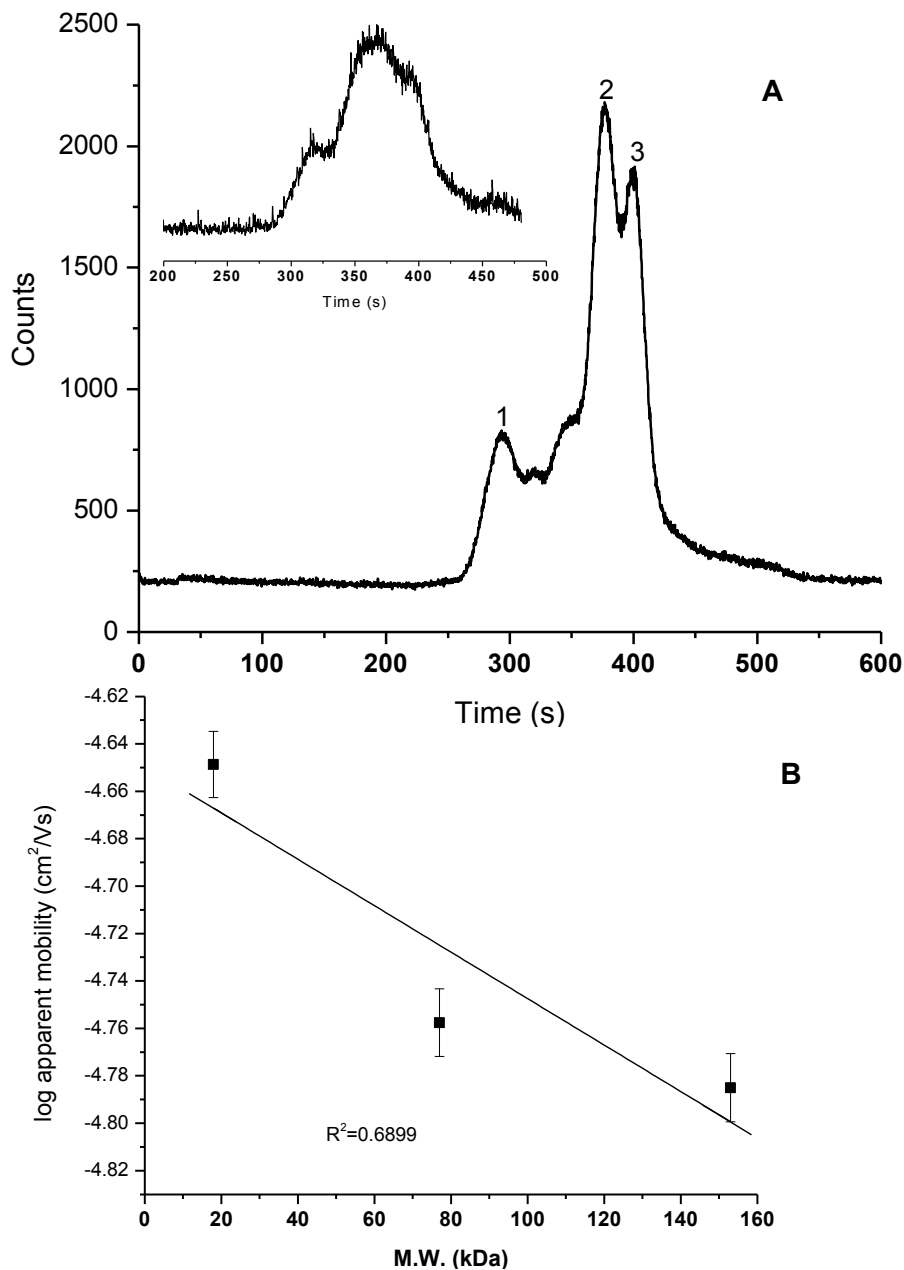 2500
2000
1500
1000
500
0
Counts
A
1
2
3
200 250 300 350 400 450 500
Time (s)
0 100 200 300 400 500 600
Time (s)
-4.62
-4.64
-4.66
-4.68
-4.70
-4.72
-4.74
-4.76
-4.78
-4.80
-4.82
log apparent mobility (cm²/Vs)
B
R²=0.6899
0 20 40 60 80 100 120 140 160
M.W. (kDa)